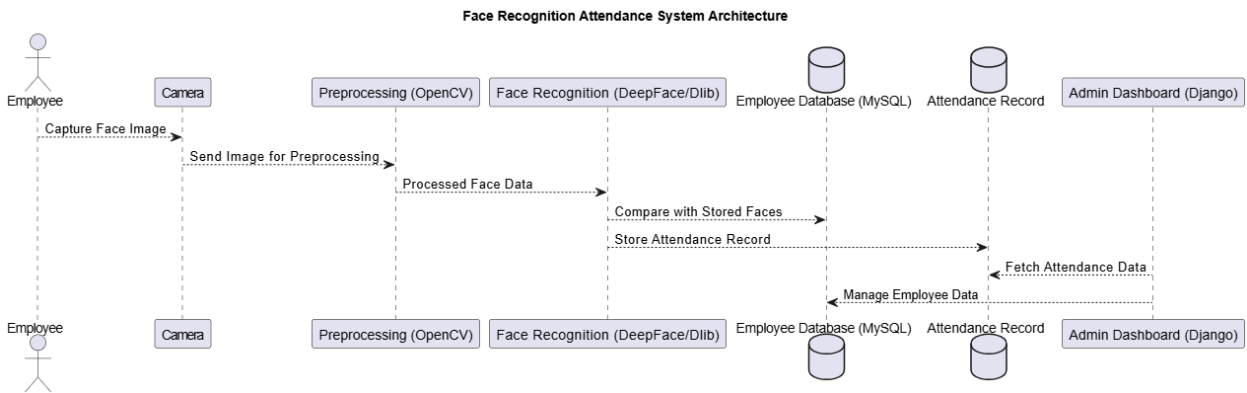 Face Recognition Attendance System Architecture
Employee
Camera
Preprocessing (OpenCV)
Face Recognition (DeepFace/Dlib)
Employee Database (MySQL)
Attendance Record
Admin Dashboard (Django)
Capture Face Image
Send Image for Preprocessing
Processed Face Data
Compare with Stored Faces
Store Attendance Record
Fetch Attendance Data
Manage Employee Data
Employee
Camera
Preprocessing (OpenCV)
Face Recognition (DeepFace/Dlib)
Employee Database (MySQL)
Attendance Record
Admin Dashboard (Django)